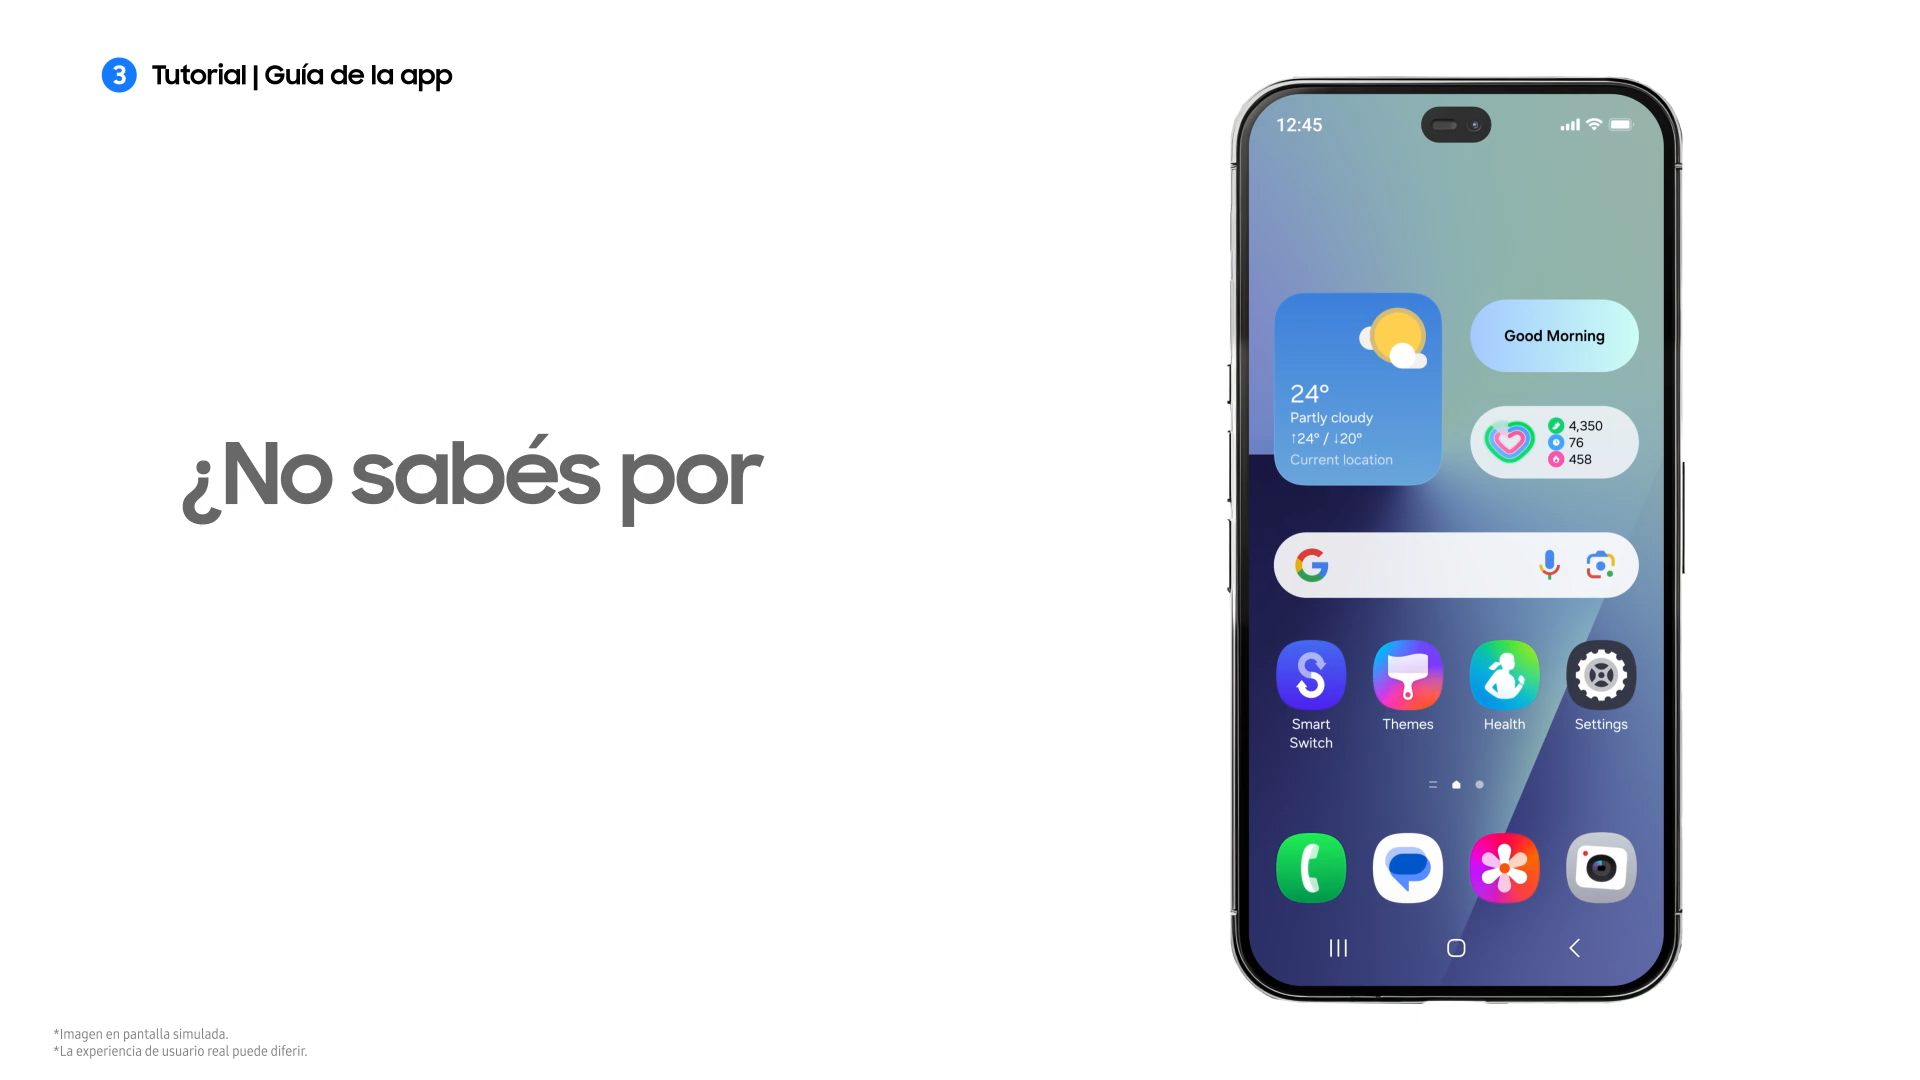 3 Tutorial | Guía de la app
¿No sabés por
12:45
24°
Partly cloudy
↑24° / ↓20°
Current location
Good Morning
4,350
76
458
Smart
Switch
Themes
Health
Settings
*Imagen en pantalla simulada.
*La experiencia de usuario real puede diferir.